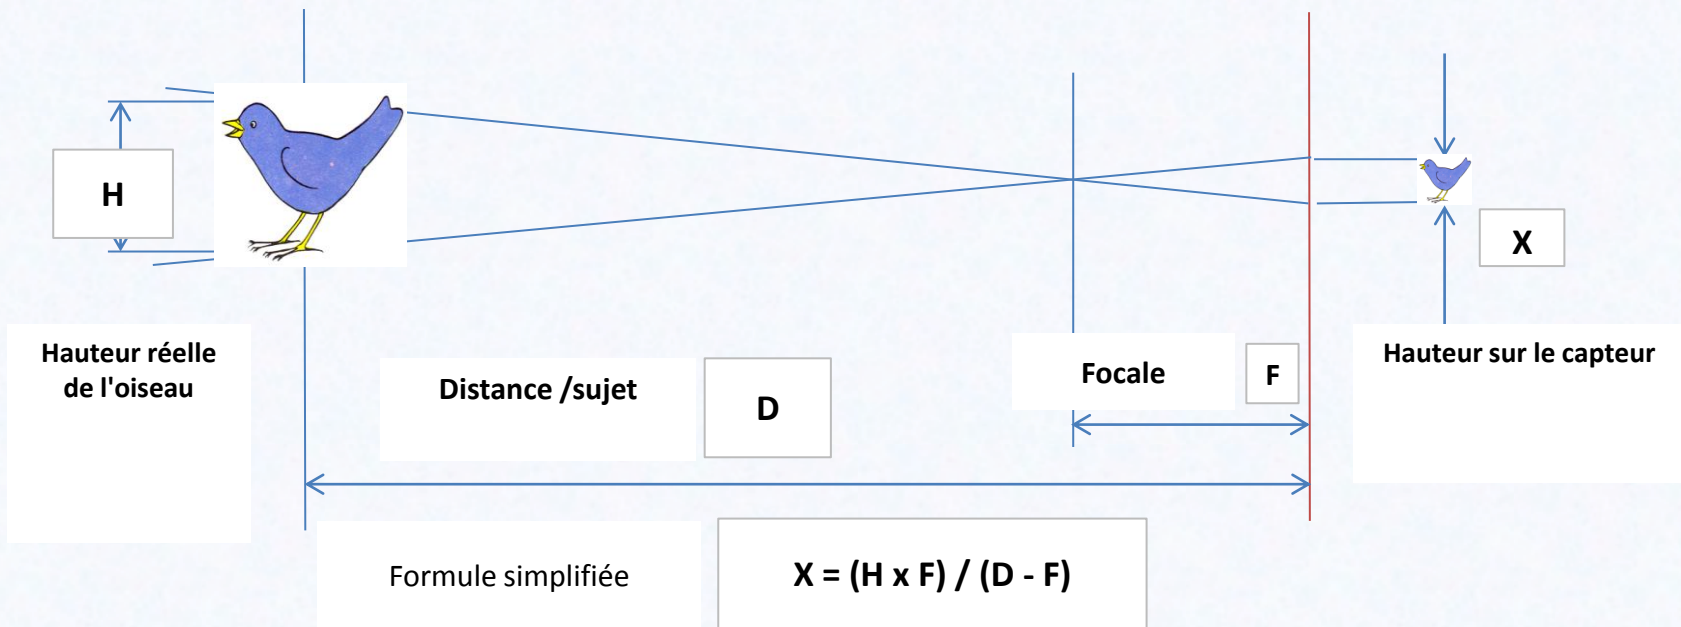 H
X
Hauteur réelle
de l'oiseau
Distance /sujet
D
Focale
F
Hauteur sur le capteur
Formule simplifiée
X = (H x F) / (D - F)